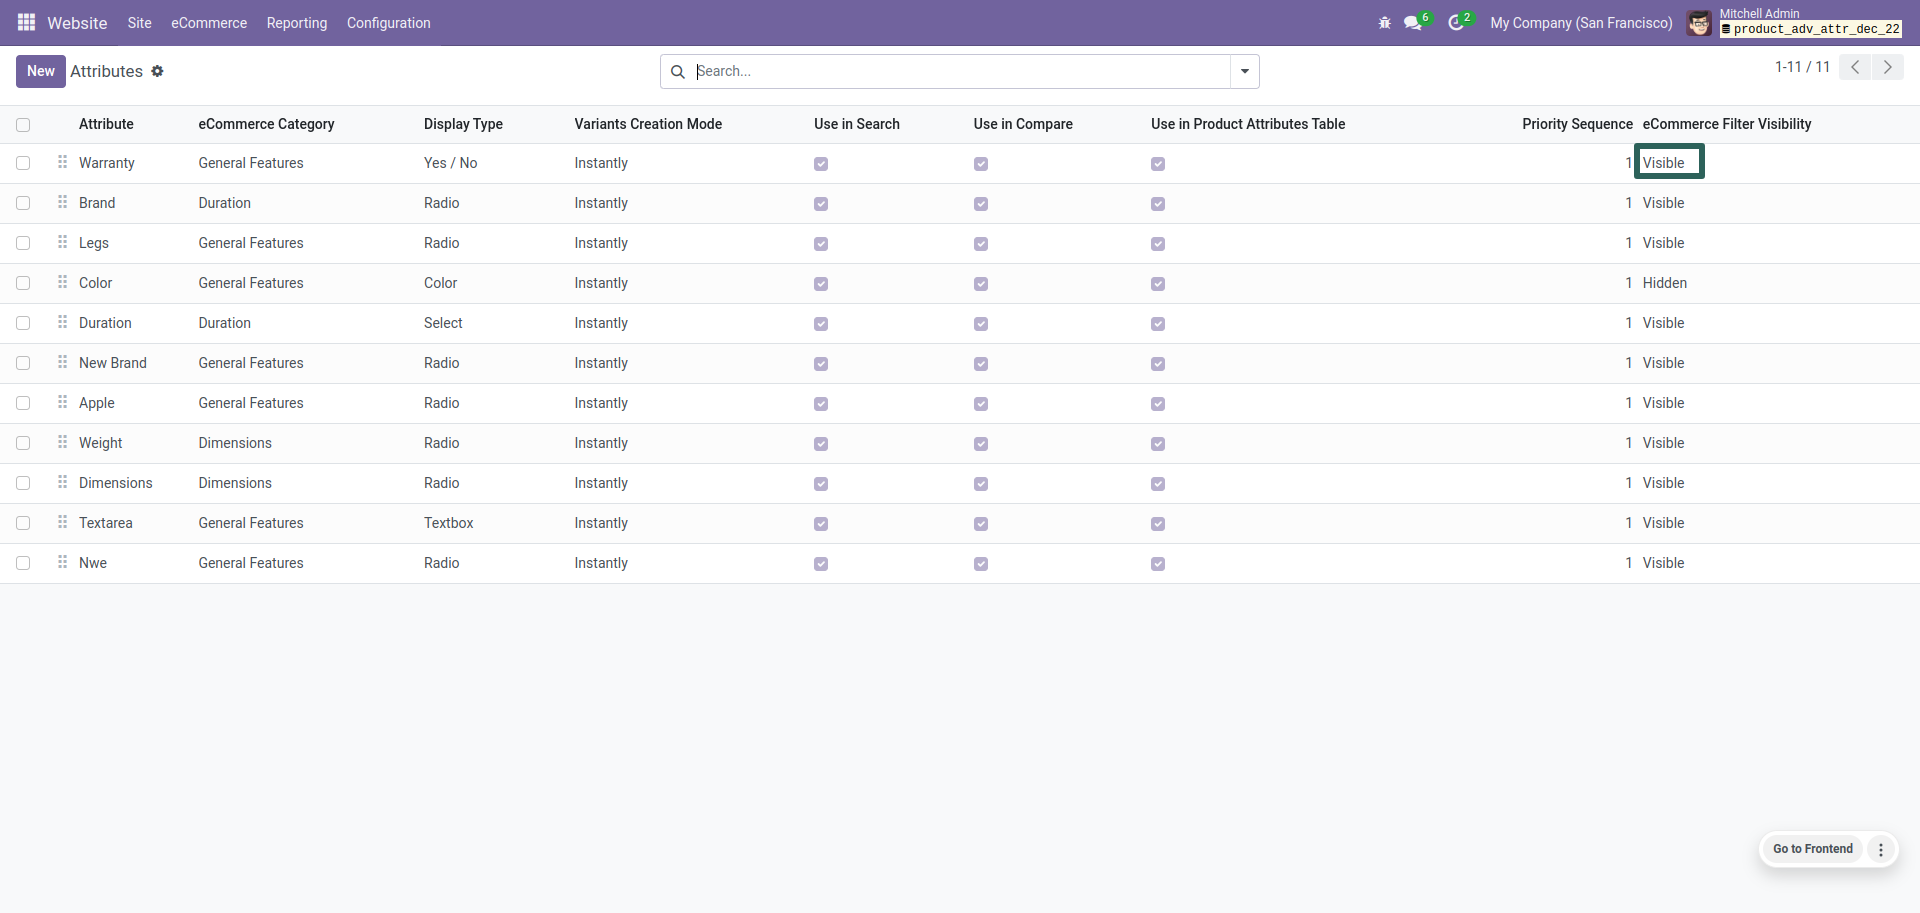 Website Site eCommerce Reporting Configuration 6 2 My Company (San Francisco) Mitchell Admin
product_adv_attr_dec_22
New Attributes Search... 1-11 / 11
Attribute eCommerce Category Display Type Variants Creation Mode Use in Search Use in Compare Use in Product Attributes Table Priority Sequence eCommerce Filter Visibility
Warranty General Features Yes / No Instantly 1 Visible
Brand Duration Radio Instantly 1 Visible
Legs General Features Radio Instantly 1 Visible
Color General Features Color Instantly 1 Hidden
Duration Duration Select Instantly 1 Visible
New Brand General Features Radio Instantly 1 Visible
Apple General Features Radio Instantly 1 Visible
Weight Dimensions Radio Instantly 1 Visible
Dimensions Dimensions Radio Instantly 1 Visible
Textarea General Features Textbox Instantly 1 Visible
Nwe General Features Radio Instantly 1 Visible
Go to Frontend